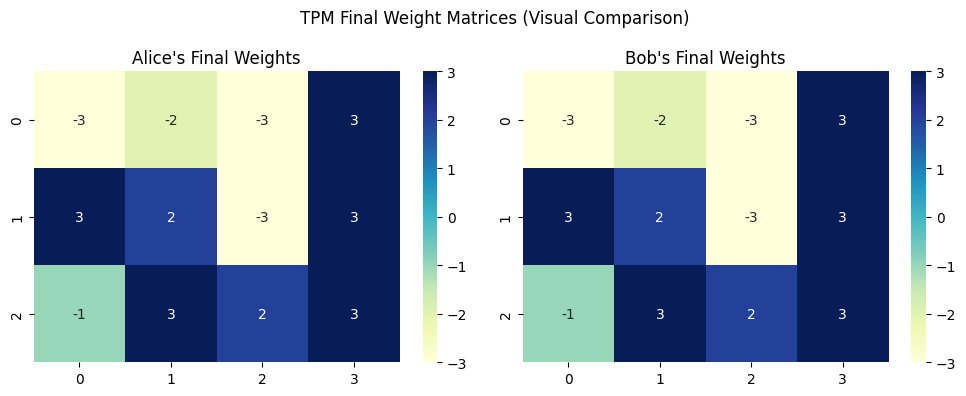 TPM Final Weight Matrices (Visual Comparison)
Alice's Final Weights
0 -3 -2 -3 3
1 3 2 -3 3
2 -1 3 2 3
0 1 2 3
3
2
1
0
−1
−2
−3
Bob's Final Weights
0 -3 -2 -3 3
1 3 2 -3 3
2 -1 3 2 3
0 1 2 3
3
2
1
0
−1
−2
−3